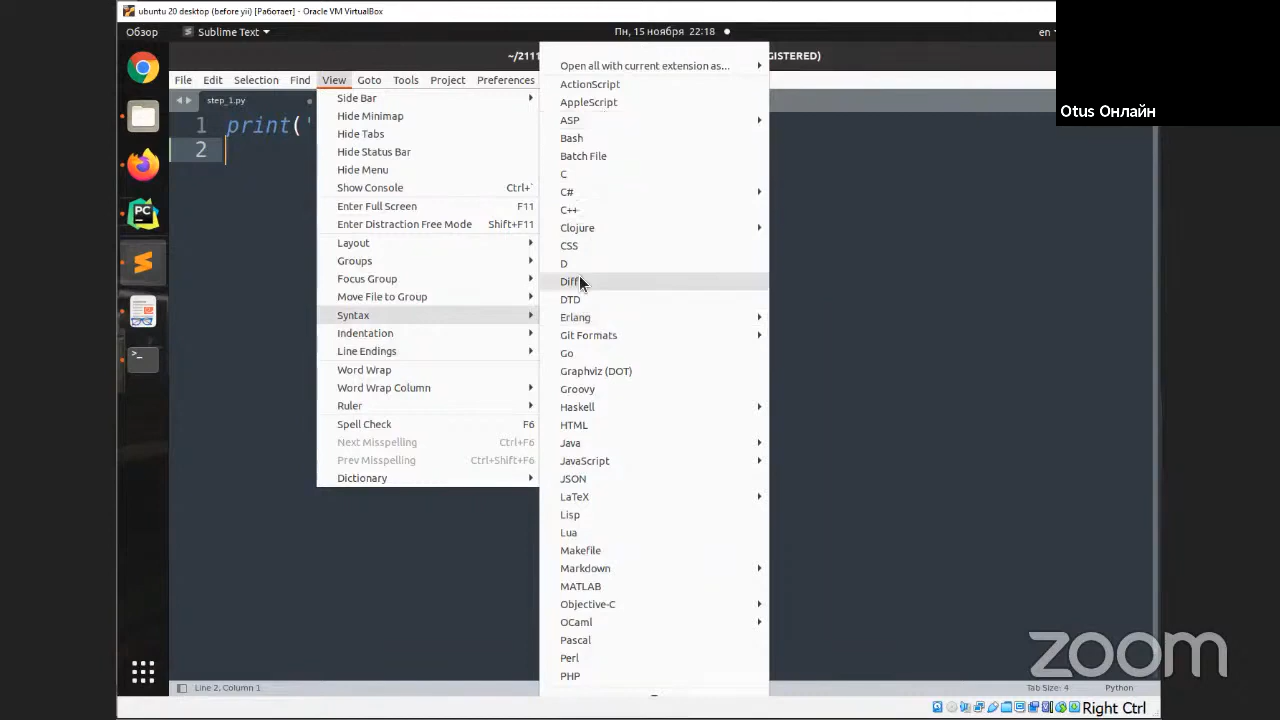 ubuntu 20 desktop (before yii) [Работает] - Oracle VM VirtualBox
Обзор
Sublime Text
Пн, 15 ноября 22:18
en
Otus Онлайн
~/2111
GISTERED)
File Edit Selection Find View Goto Tools Project Preferences
step_1.py
1 print('
2
Side Bar
Hide Minimap
Hide Tabs
Hide Status Bar
Hide Menu
Show Console Ctrl+`
Enter Full Screen F11
Enter Distraction Free Mode Shift+F11
Layout
Groups
Focus Group
Move File to Group
Syntax
Indentation
Line Endings
Word Wrap
Word Wrap Column
Ruler
Spell Check F6
Next Misspelling Ctrl+F6
Prev Misspelling Ctrl+Shift+F6
Dictionary
Open all with current extension as...
ActionScript
AppleScript
ASP
Bash
Batch File
C
C#
C++
Clojure
CSS
D
Diff
DTD
Erlang
Git Formats
Go
Graphviz (DOT)
Groovy
Haskell
HTML
Java
JavaScript
JSON
LaTeX
Lisp
Lua
Makefile
Markdown
MATLAB
Objective-C
OCaml
Pascal
Perl
PHP
zoom
Line 2, Column 1
Tab Size: 4
Python
Right Ctrl